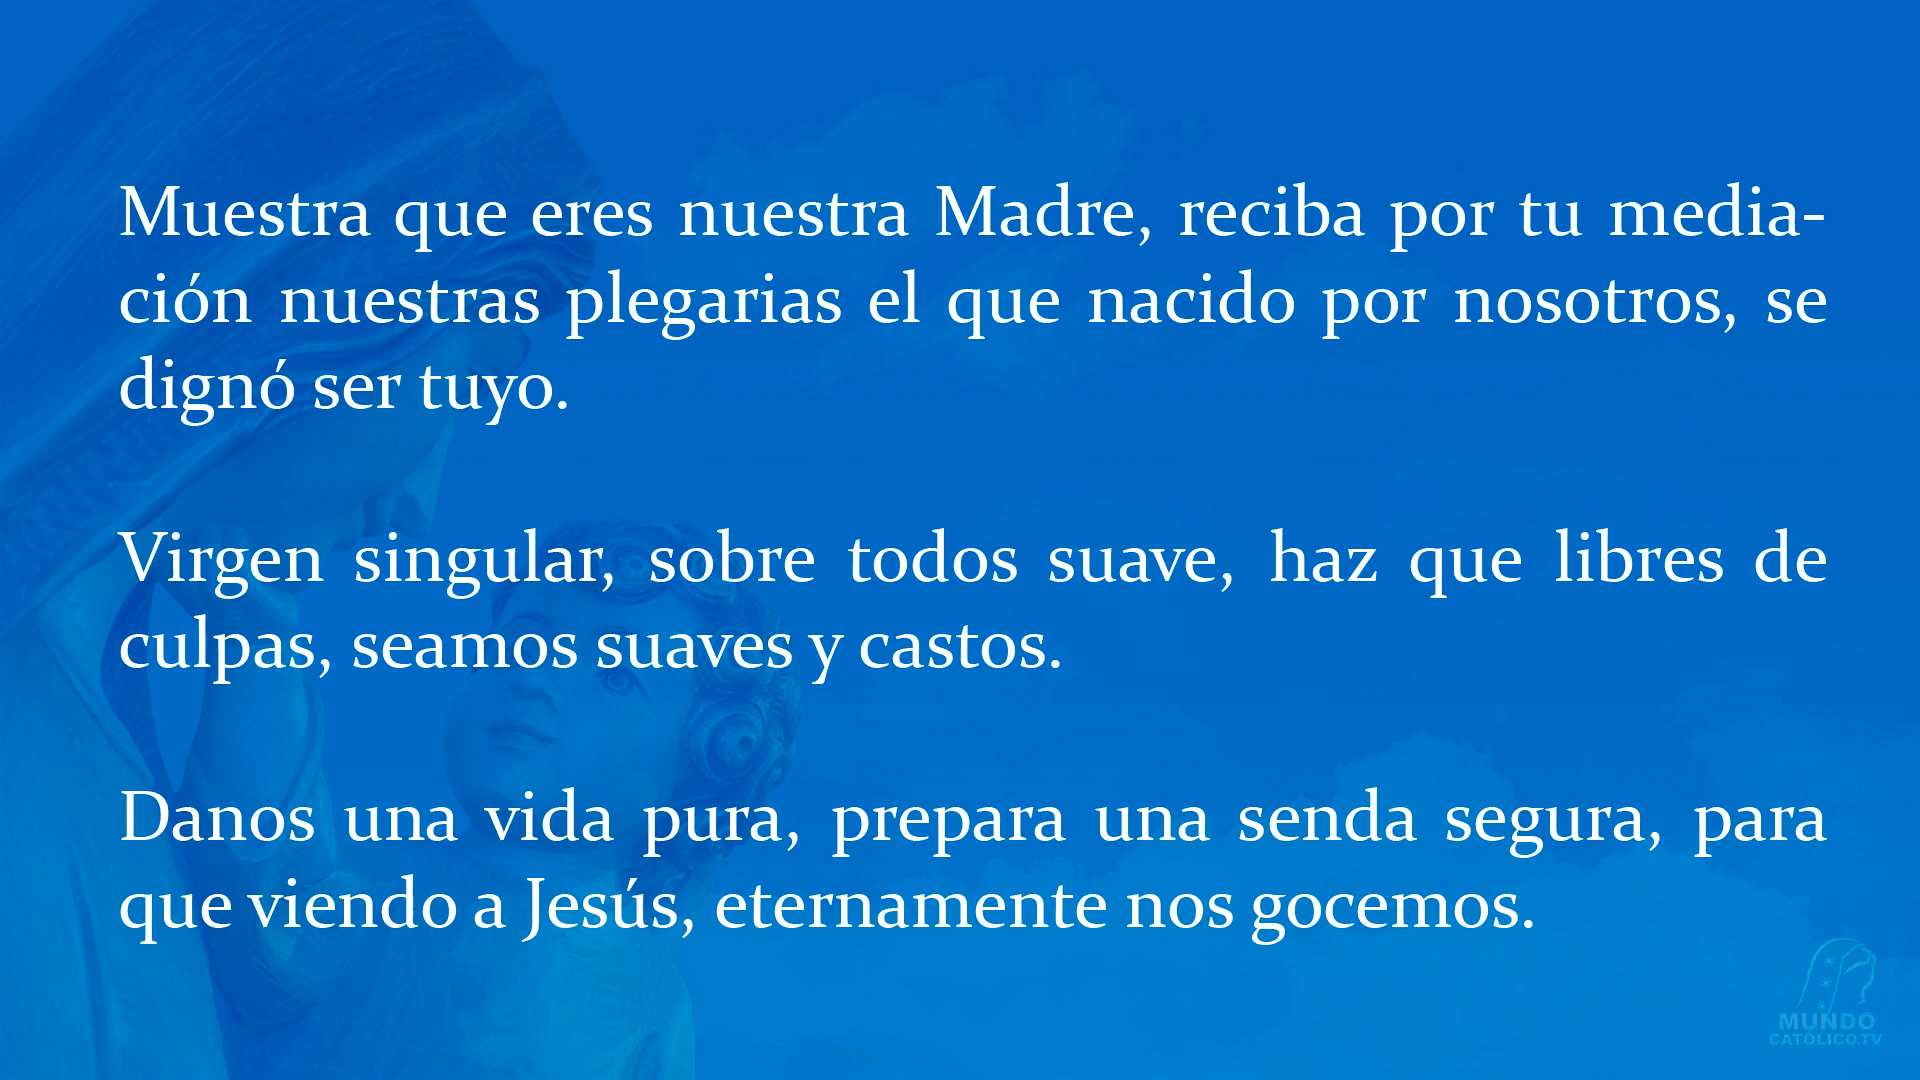 Muestra que eres nuestra Madre, reciba por tu media-
ción nuestras plegarias el que nacido por nosotros, se
dignó ser tuyo.
Virgen singular, sobre todos suave, haz que libres de
culpas, seamos suaves y castos.
Danos una vida pura, prepara una senda segura, para
que viendo a Jesús, eternamente nos gocemos.
MUNDO
CATOLICO.TV